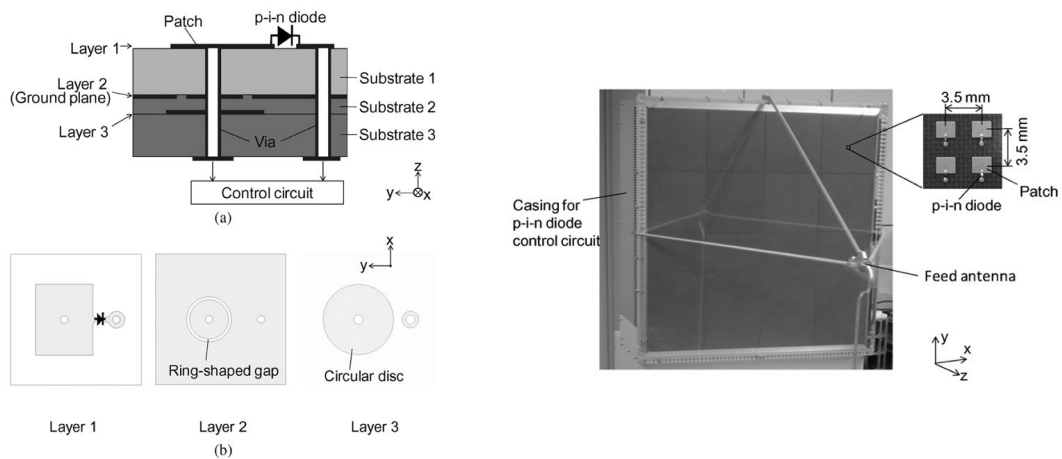 Patch
p-i-n diode
Layer 1
Substrate 1
Layer 2
(Ground plane)
Substrate 2
Layer 3
Via
Substrate 3
Control circuit
z
y
x
(a)
x
y
Ring-shaped gap
Circular disc
Layer 1
Layer 2
Layer 3
(b)
3.5 mm
3.5 mm
Patch
p-i-n diode
Casing for
p-i-n diode
control circuit
Feed antenna
y
x
z